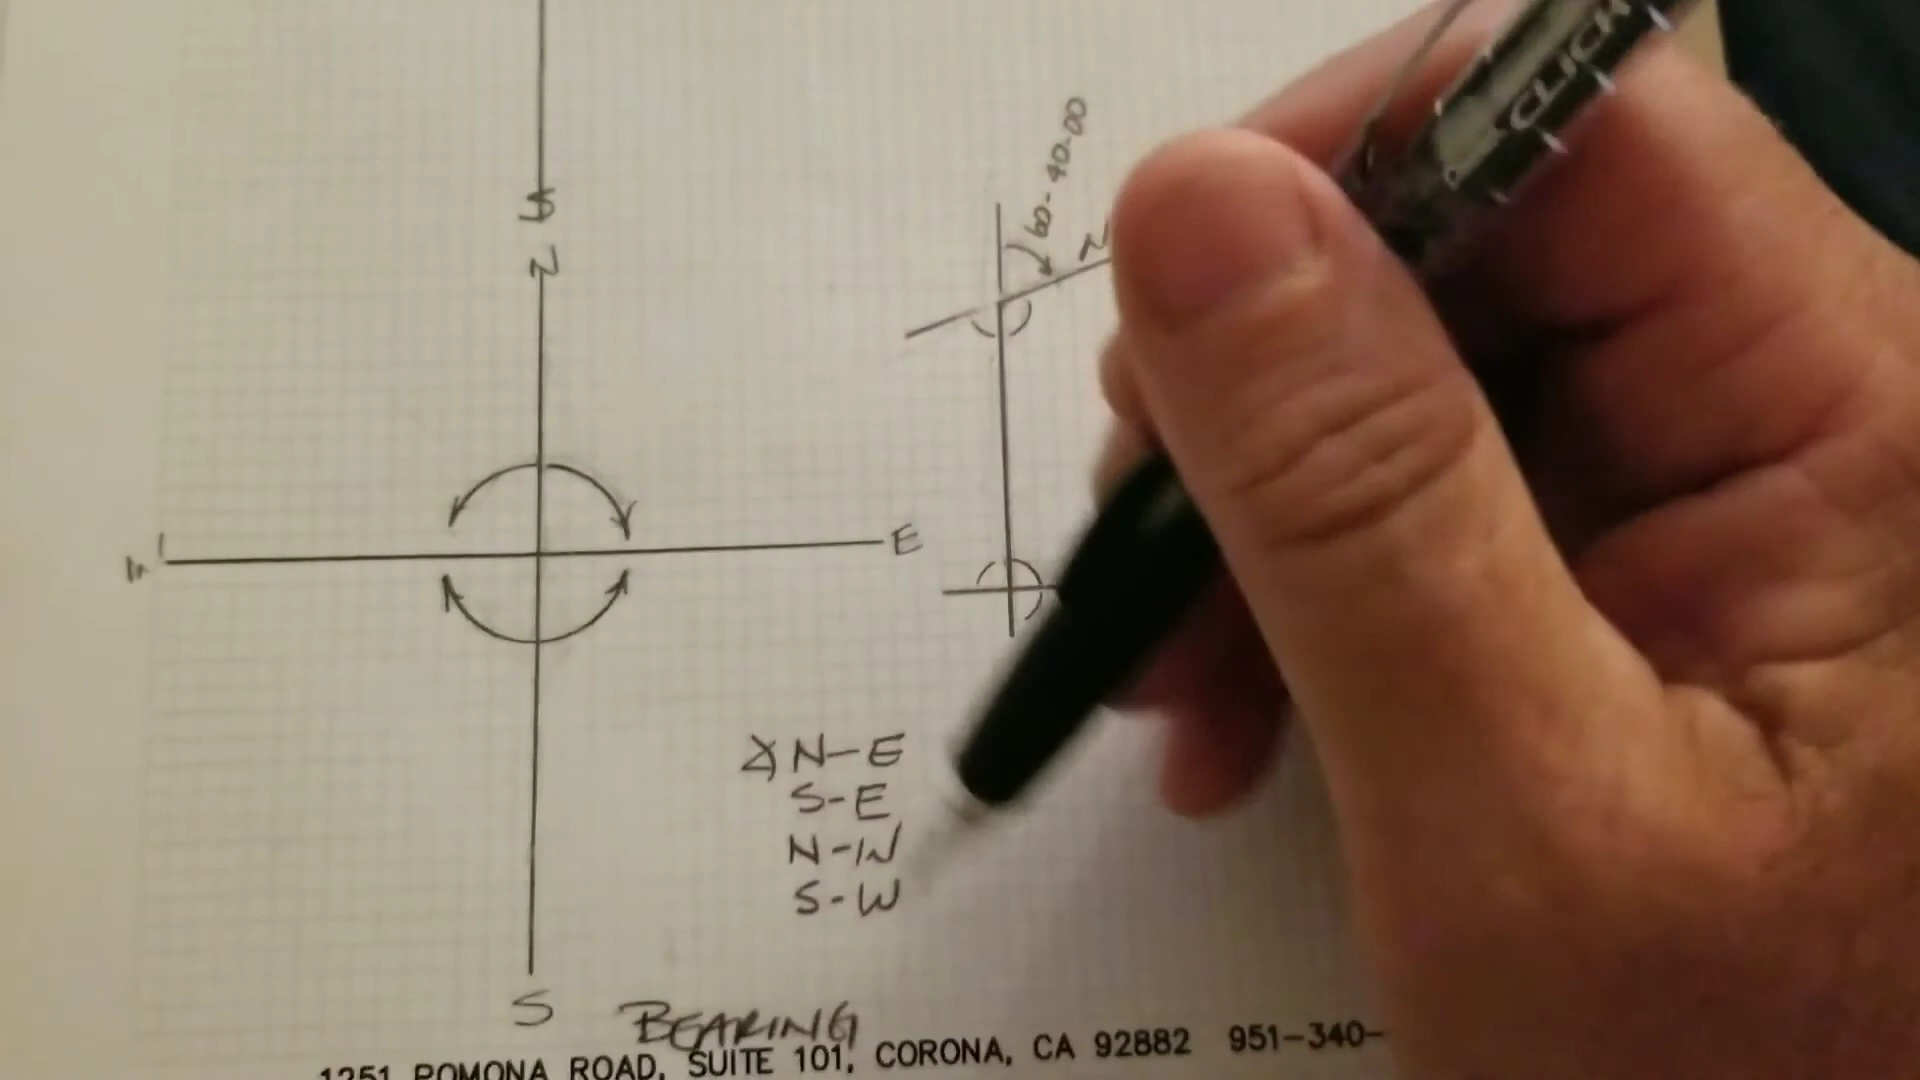 CLICK
60-40-00
N
N
E
W
N-E
S-E
N-W
S-W
S
BEARING
1251 POMONA ROAD, SUITE 101, CORONA, CA 92882 951-340-